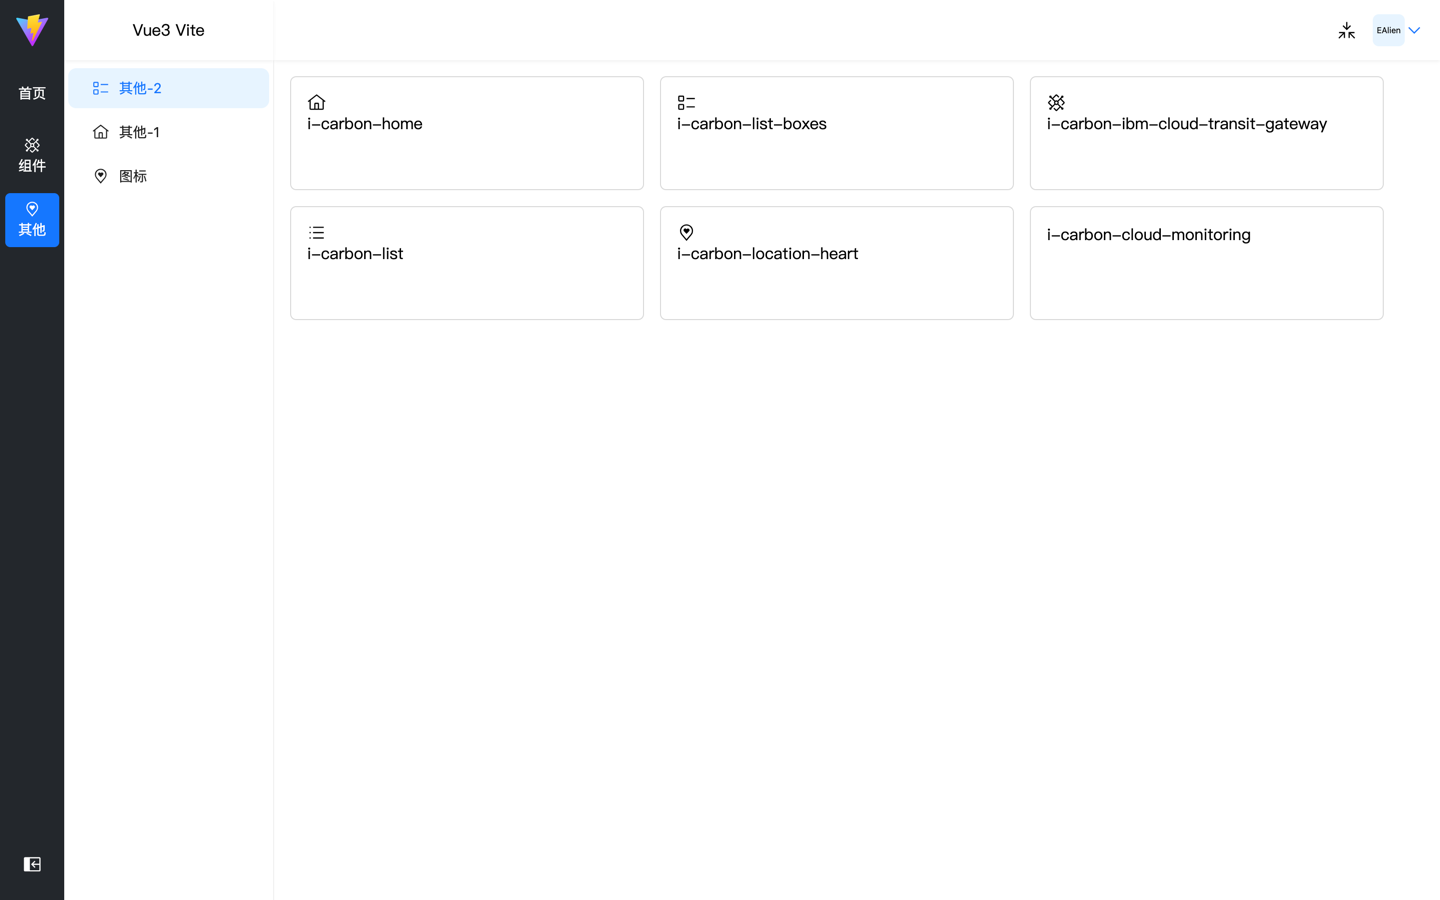 首页
组件
其他
Vue3 Vite
其他-2
其他-1
图标
EAlien
i-carbon-home
i-carbon-list-boxes
i-carbon-ibm-cloud-transit-gateway
i-carbon-list
i-carbon-location-heart
i-carbon-cloud-monitoring